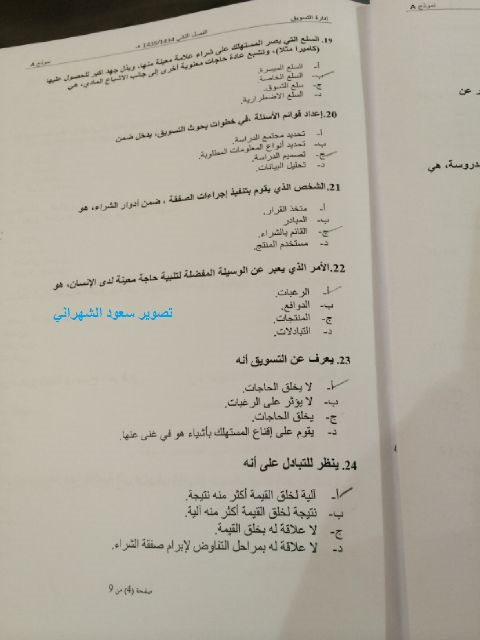 إدارة التسويق
الفصل الثاني 1435/1434 هـ
نموذج A
19. السلع التي يصر المستهلك على شراء علامة معينة منها، ويبذل جهد أكبر للحصول عليها
(كاميرا مثلاً)، وتشبع عادة حاجات معنوية أخرى إلى جانب الاشباع المادي، هي
أ- السلع الميسرة.
ب- السلع الخاصة.
ج- سلع التسوق.
د- السلع الاضطرارية.
20. إعداد قوائم الأسئلة ،في خطوات بحوث التسويق، يدخل ضمن
أ- تحديد مجتمع الدراسة.
ب- تحديد أنواع المعلومات المطلوبة.
ج- تصميم الدراسة.
د- تحليل البيانات.
21. الشخص الذي يقوم بتنفيذ إجراءات الصفقة ، ضمن أدوار الشراء، هو
أ- متخذ القرار.
ب- المبادر.
ج- القائم بالشراء.
د- مستخدم المنتج.
22. الأمر الذي يعبر عن الوسيلة المفضلة لتلبية حاجة معينة لدى الإنسان، هو
أ- الرغبات.
ب- الدوافع.
ج- المنتجات.
د- التبادلات.
تصوير سعود الشهراني
23. يعرف عن التسويق أنه
أ- لا يخلق الحاجات.
ب- لا يؤثر على الرغبات.
ج- يخلق الحاجات.
د- يقوم على إقناع المستهلك بأشياء هو في غنى عنها.
24. ينظر للتبادل على أنه
أ- آلية لخلق القيمة أكثر منه نتيجة.
ب- نتيجة لخلق القيمة أكثر منه آلية.
ج- لا علاقة له بخلق القيمة.
د- لا علاقة له بمراحل التفاوض لإبرام صفقة الشراء.
صفحة (4) من 9
نموذج A
عن
دروسة، هي